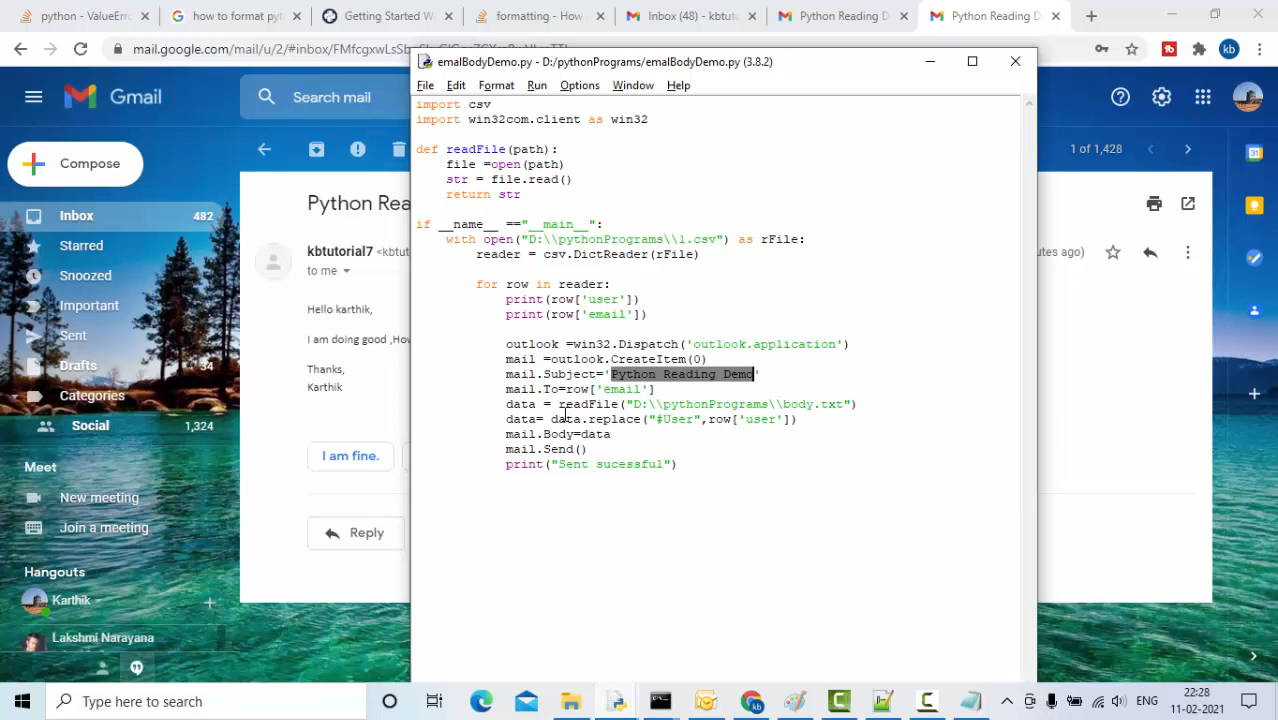 python - ValueErr
how to format pyth
Getting Started W
formatting - How
Inbox (48) - kbtut
Python Reading D
Python Reading D
mail.google.com/mail/u/2/#inbox/
Gmail
Search mail
Compose
Inbox 482
Starred
Snoozed
Important
Sent
Drafts 34
Categories
Social 1,324
Meet
New meeting
Join a meeting
Hangouts
Karthik
Lakshmi Narayana
1 of 1,428
Python Rea
kbtutorial7 <kbtu
to me
utes ago)
Hello karthik,
I am doing good ,How
Thanks,
Karthik
I am fine.
Reply
emalBodyDemo.py - D:/pythonPrograms/emalBodyDemo.py (3.8.2)
File Edit Format Run Options Window Help
import csv
import win32com.client as win32
def readFile(path):
    file =open(path)
    str = file.read()
    return str
if __name__ =="__main__":
    with open("D:\\pythonPrograms\\1.csv") as rFile:
        reader = csv.DictReader(rFile)
        for row in reader:
            print(row['user'])
            print(row['email'])
            outlook =win32.Dispatch('outlook.application')
            mail =outlook.CreateItem(0)
            mail.Subject='Python Reading Demo'
            mail.To=row['email']
            data = readFile("D:\\pythonPrograms\\body.txt")
            data= data.replace("#User",row['user'])
            mail.Body=data
            mail.Send()
            print("Sent sucessful")
Type here to search
ENG
22:28
11-02-2021